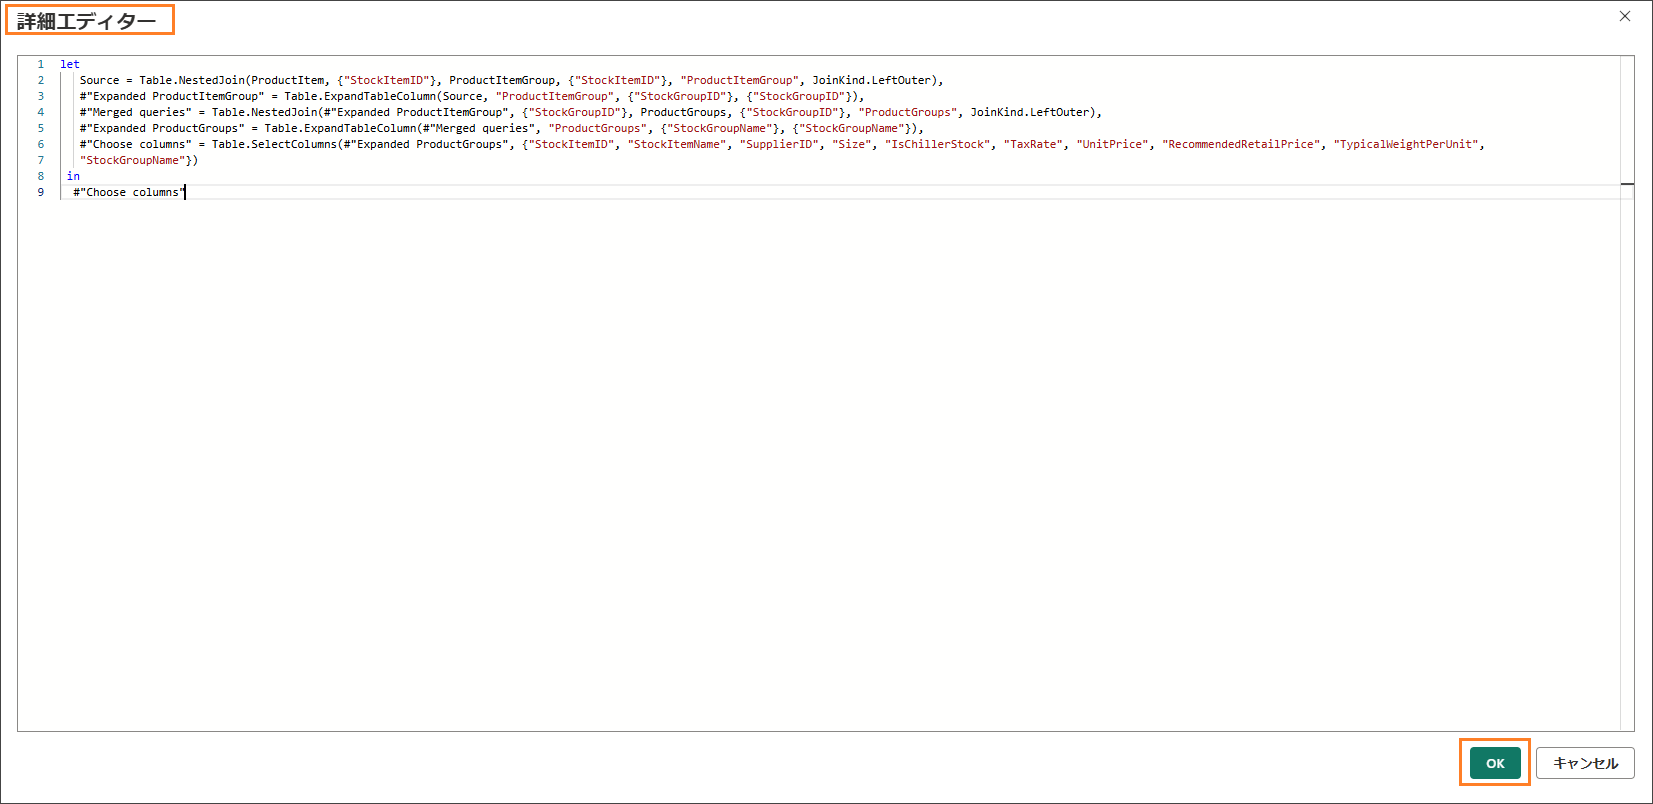 詳細エディター
1 let
2 Source = Table.NestedJoin(ProductItem, {"StockItemID"}, ProductItemGroup, {"StockItemID"}, "ProductItemGroup", JoinKind.LeftOuter),
3 #"Expanded ProductItemGroup" = Table.ExpandTableColumn(Source, "ProductItemGroup", {"StockGroupID"}, {"StockGroupID"}),
4 #"Merged queries" = Table.NestedJoin(#"Expanded ProductItemGroup", {"StockGroupID"}, ProductGroups, {"StockGroupID"}, "ProductGroups", JoinKind.LeftOuter),
5 #"Expanded ProductGroups" = Table.ExpandTableColumn(#"Merged queries", "ProductGroups", {"StockGroupName"}, {"StockGroupName"}),
6 #"Choose columns" = Table.SelectColumns(#"Expanded ProductGroups", {"StockItemID", "StockItemName", "SupplierID", "Size", "IsChillerStock", "TaxRate", "UnitPrice", "RecommendedRetailPrice", "TypicalWeightPerUnit",
7 "StockGroupName"})
8 in
9 #"Choose columns"
OK キャンセル